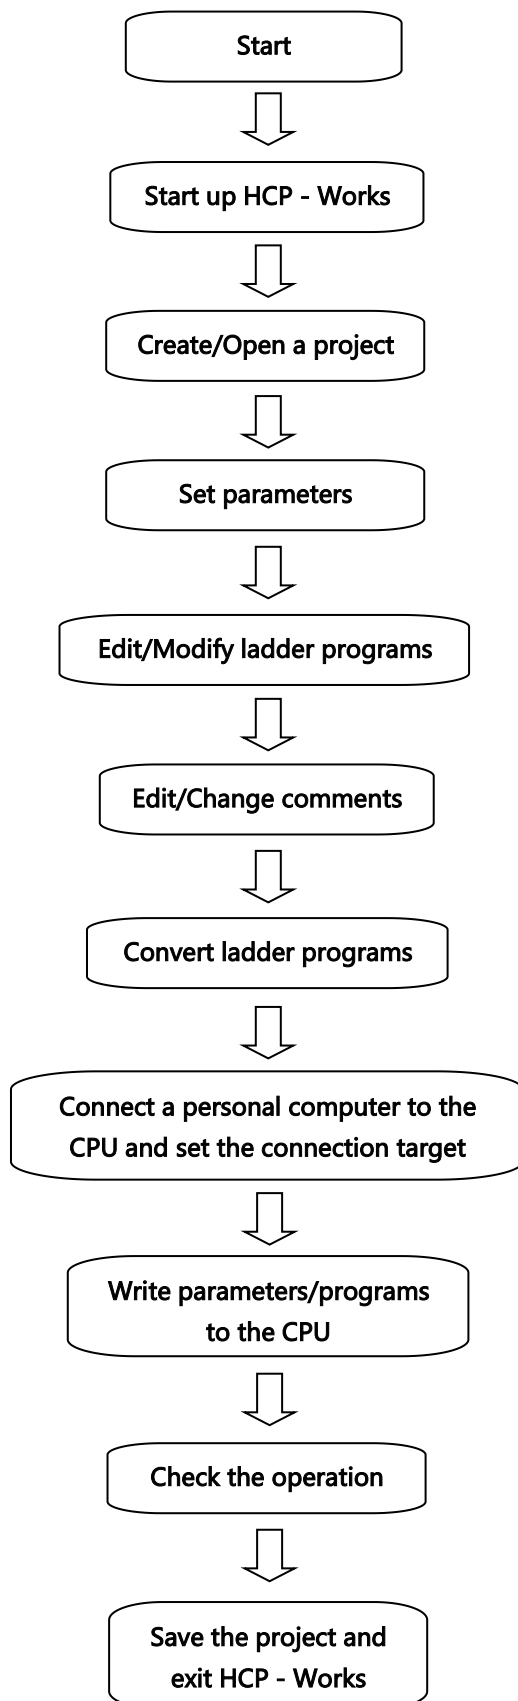 Start
Start up HCP - Works
Create/Open a project
Set parameters
Edit/Modify ladder programs
Edit/Change comments
Convert ladder programs
Connect a personal computer to the
CPU and set the connection target
Write parameters/programs
to the CPU
Check the operation
Save the project and
exit HCP - Works